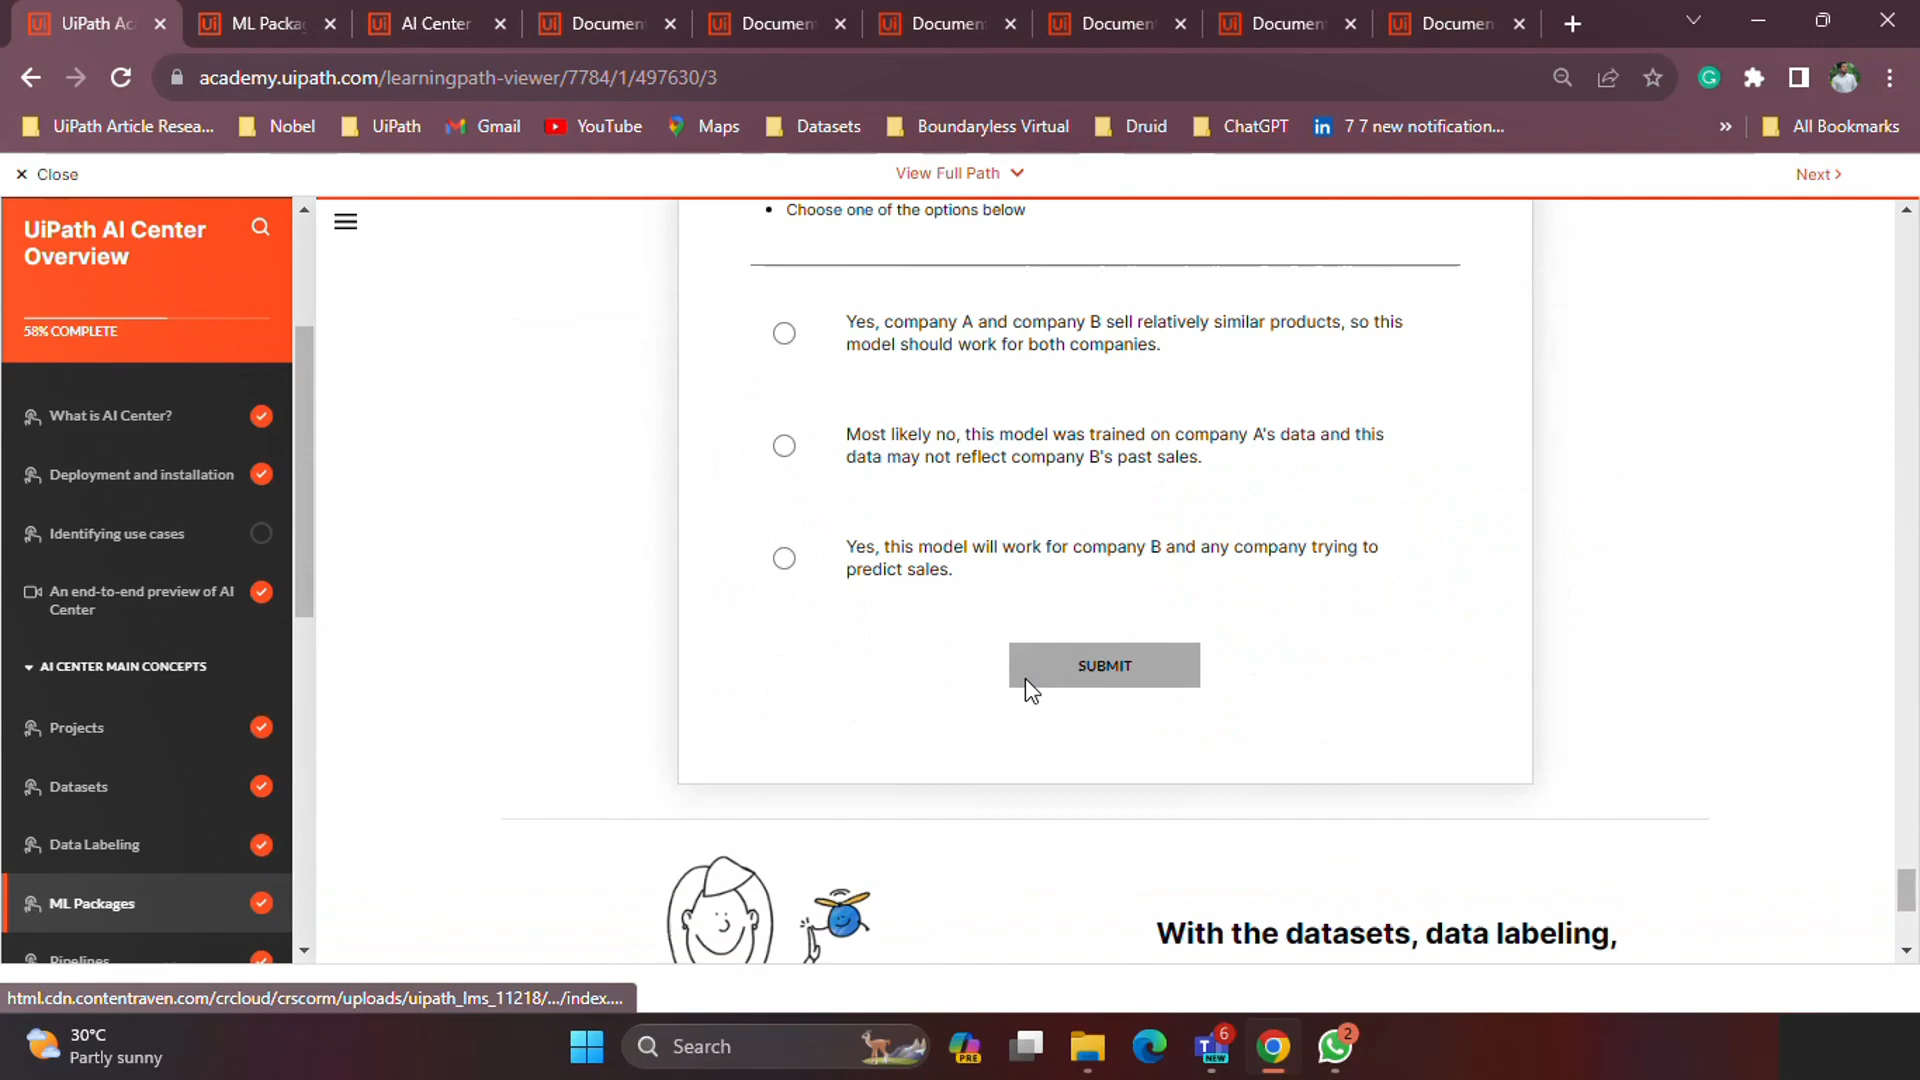 UiPath Ac
ML Packa
AI Center
Documen
Documen
Documen
Documen
Documen
Documen
academy.uipath.com/learningpath-viewer/7784/1/497630/3
UiPath Article Resea...
Nobel
UiPath
Gmail
YouTube
Maps
Datasets
Boundaryless Virtual
Druid
ChatGPT
7 7 new notification...
»
All Bookmarks
Close
View Full Path
Next
UiPath AI Center
Overview
58% COMPLETE
What is AI Center?
Deployment and installation
Identifying use cases
An end-to-end preview of AI
Center
AI CENTER MAIN CONCEPTS
Projects
Datasets
Data Labeling
ML Packages
Pipelines
• Choose one of the options below
Yes, company A and company B sell relatively similar products, so this
model should work for both companies.
Most likely no, this model was trained on company A's data and this
data may not reflect company B's past sales.
Yes, this model will work for company B and any company trying to
predict sales.
SUBMIT
With the datasets, data labeling,
html.cdn.contentraven.com/crcloud/crscorm/uploads/uipath_lms_11218/.../index....
30°C
Partly sunny
Search
PRE
6
NEW
2